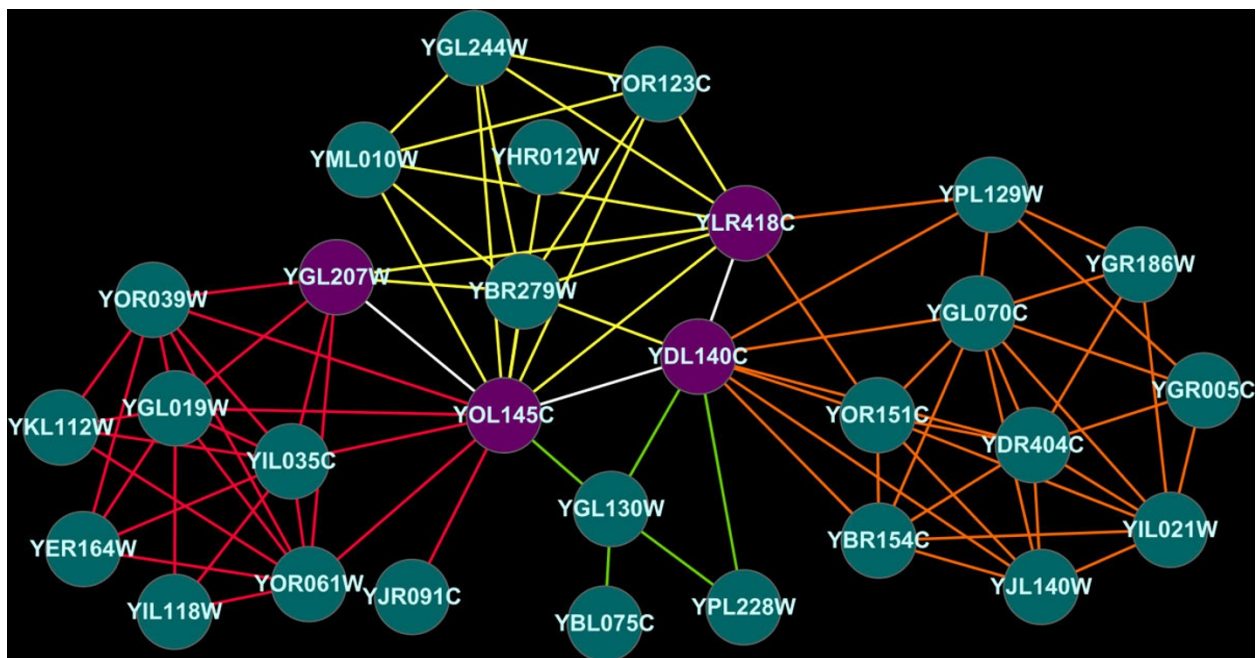 YGL244W
YOR123C
YML010W
YHR012W
YPL129W
YLR418C
YGR186W
YGL207W
YOR039W
YBR279W
YGL070C
YDL140C
YGR005C
YGL019W
YKL112W
YOL145C
YOR151C
YDR404C
YIL035C
YGL130W
YER164W
YBR154C
YIL021W
YOR061W
YJR091C
YIL118W
YJL140W
YPL228W
YBL075C